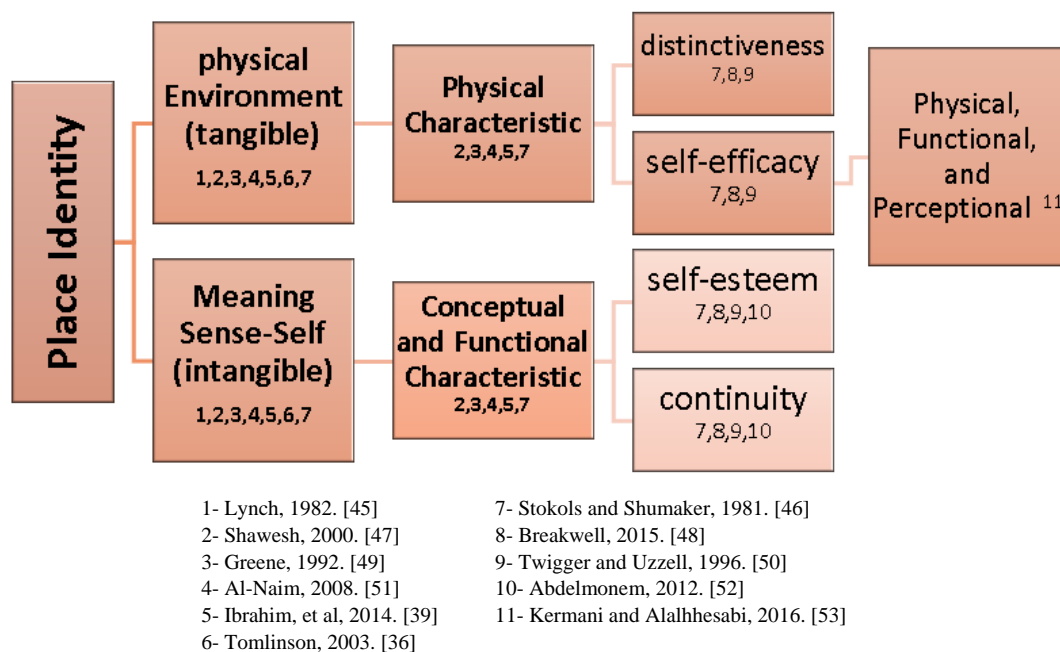 Place Identity
physical
Environment
(tangible)
1,2,3,4,5,6,7
Meaning
Sense-Self
(intangible)
1,2,3,4,5,6,7
Physical
Characteristic
2,3,4,5,7
Conceptual
and Functional
Characteristic
2,3,4,5,7
distinctiveness
7,8,9
self-efficacy
7,8,9
self-esteem
7,8,9,10
continuity
7,8,9,10
Physical,
Functional,
and
Perceptional 11
1- Lynch, 1982. [45]
2- Shawesh, 2000. [47]
3- Greene, 1992. [49]
4- Al-Naim, 2008. [51]
5- Ibrahim, et al, 2014. [39]
6- Tomlinson, 2003. [36]
7- Stokols and Shumaker, 1981. [46]
8- Breakwell, 2015. [48]
9- Twigger and Uzzell, 1996. [50]
10- Abdelmonem, 2012. [52]
11- Kermani and Alalhhesabi, 2016. [53]